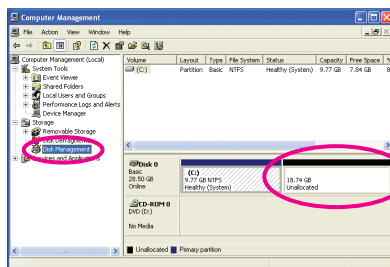 Computer Management
File Action View Window Help
Computer Management (Local)
System Tools
Event Viewer
Shared Folders
Local Users and Groups
Performance Logs and Alerts
Device Manager
Storage
Removable Storage
Disk Management
Services and Applications
Volume Layout Type File System Status Capacity Free Space
(C:) Partition Basic NTFS Healthy (System) 9.77 GB 7.84 GB
Disk 0
Basic
28.50 GB
Online
(C:)
9.77 GB NTFS
Healthy (System)
18.74 GB
Unallocated
CD-ROM 0
DVD (D:)
No Media
Unallocated Primary partition